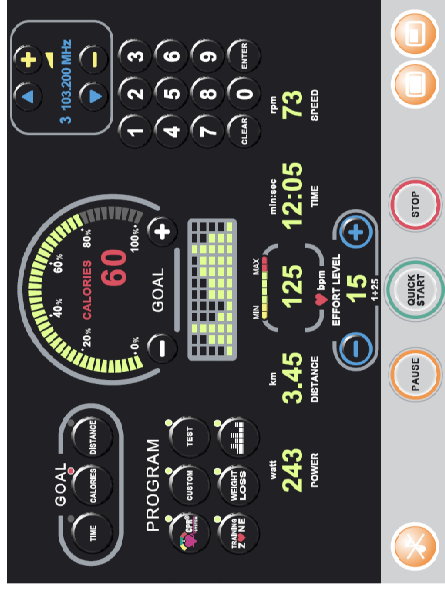 GOAL
TIME
CALORIES
DISTANCE
PROGRAM
CPR
CUSTOM
TEST
TRAINING
ZONE
WEIGHT
LOSS
0%
20%
40%
60%
80%
100%
CALORIES
60
GOAL
3 103.200 MHz
1 2 3
4 5 6
7 8 9
CLEAR 0 ENTER
watt
243
POWER
km
3.45
DISTANCE
MIN MAX
125
bpm
min:sec
12:05
TIME
rpm
73
SPEED
EFFORT LEVEL
15
1÷25
PAUSE
QUICK
START
STOP